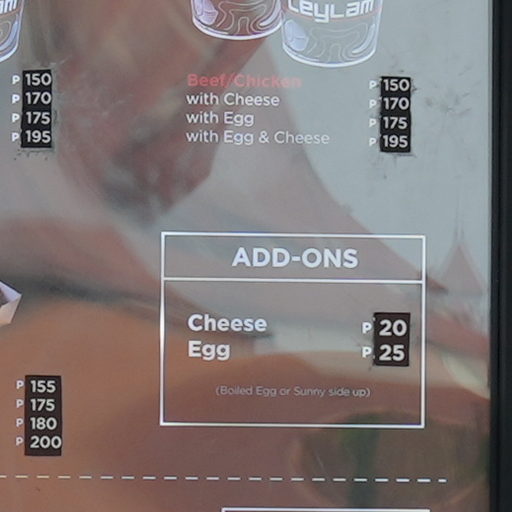 LeyLam
P 150
P 170
P 175
P 195
Beef/Chicken P 150
with Cheese P 170
with Egg P 175
with Egg & Cheese P 195
ADD-ONS
Cheese P 20
Egg P 25
(Boiled Egg or Sunny side up)
P 155
P 175
P 180
P 200